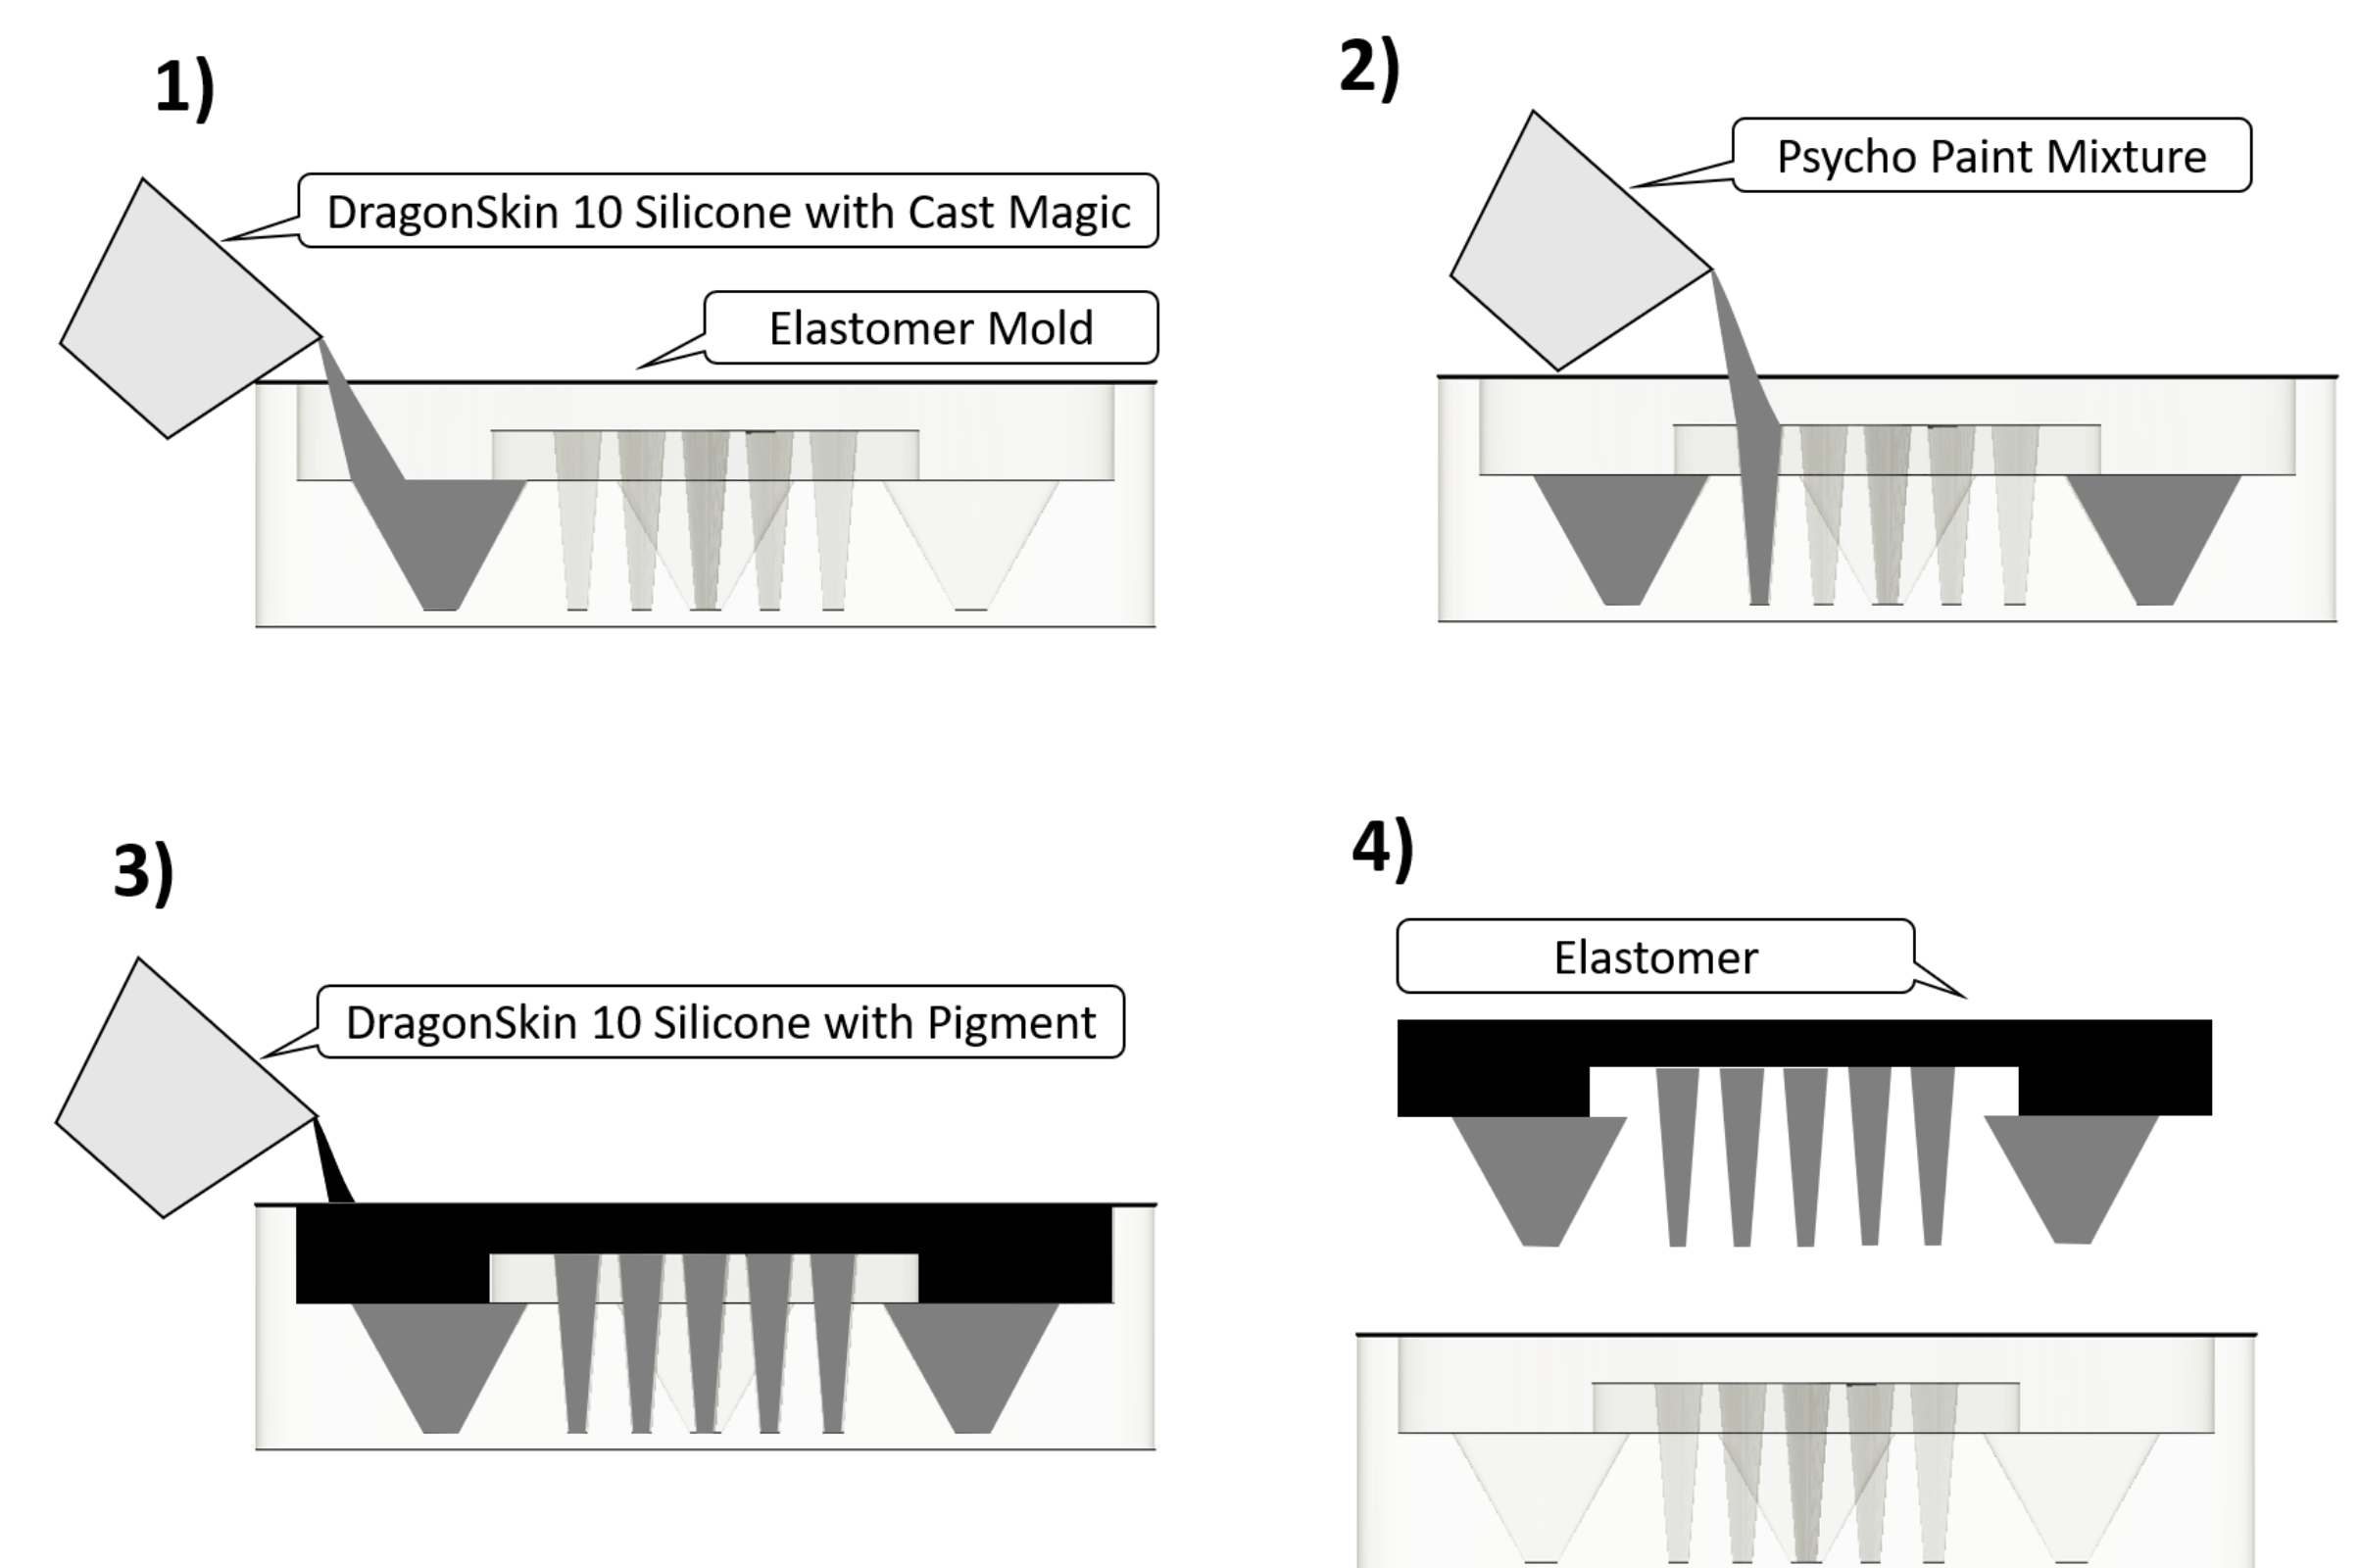 1)
DragonSkin 10 Silicone with Cast Magic
Elastomer Mold
2)
Psycho Paint Mixture
3)
DragonSkin 10 Silicone with Pigment
4)
Elastomer